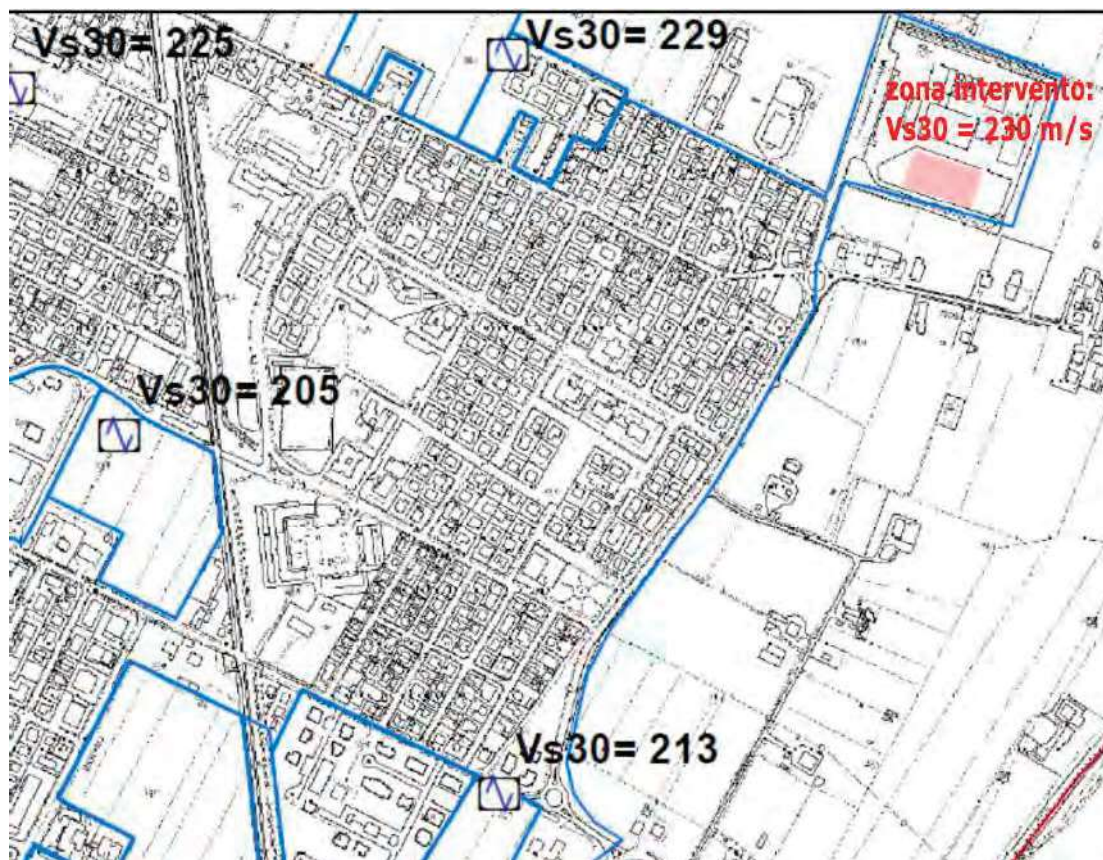 Vs30= 225
Vs30= 229
zona intervento:
Vs30 = 230 m/s
Vs30= 205
Vs30= 213